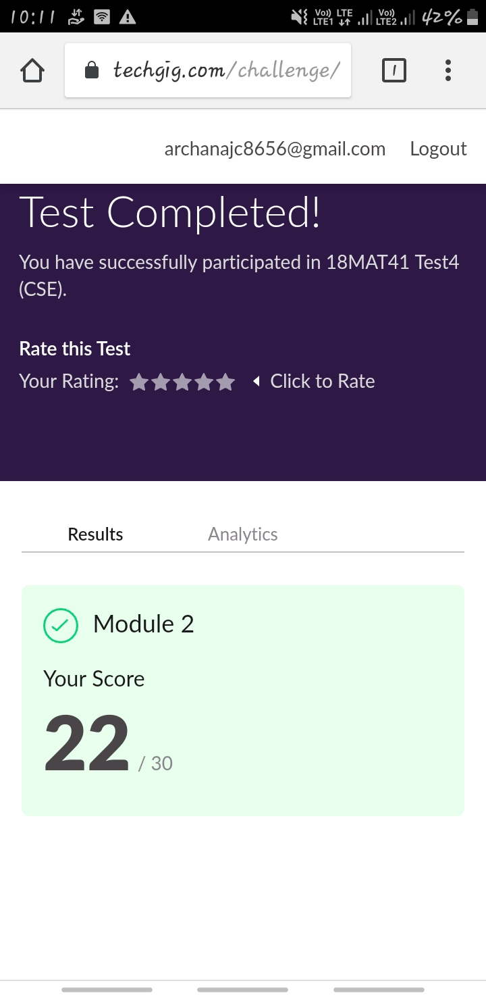 10:11 Vo)) LTE Vo)) 42%
LTE1 LTE2
techgig.com/challenge/ 1
archanajc8656@gmail.com Logout
Test Completed!
You have successfully participated in 18MAT41 Test4
(CSE).
Rate this Test
Your Rating: Click to Rate
Results Analytics
Module 2
Your Score
22 / 30